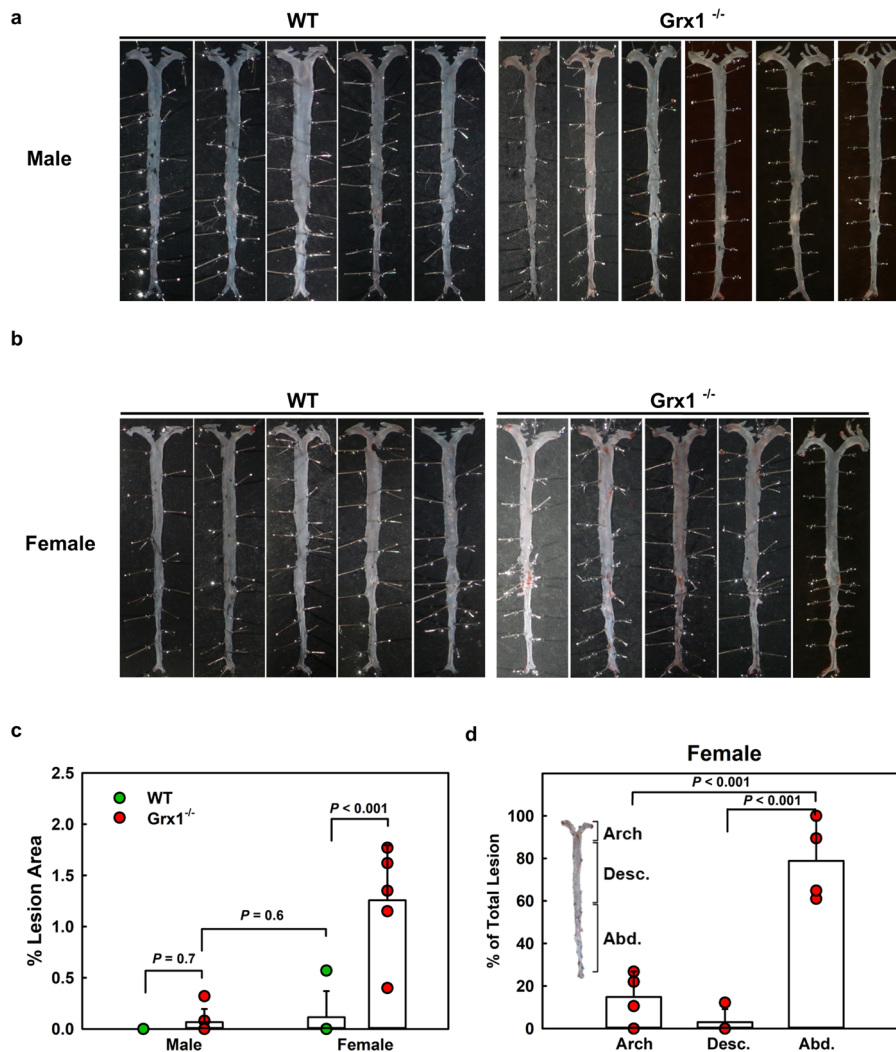 a
WT Grx1 -/-
Male
b
WT Grx1 -/-
Female
c
2.5
2.0
1.5
1.0
0.5
0.0
% Lesion Area
WT
Grx1-/-
P = 0.7
P = 0.6
P < 0.001
Male Female
d
Female
100
80
60
40
20
0
% of Total Lesion
P < 0.001
P < 0.001
Arch
Desc.
Abd.
Arch Desc. Abd.